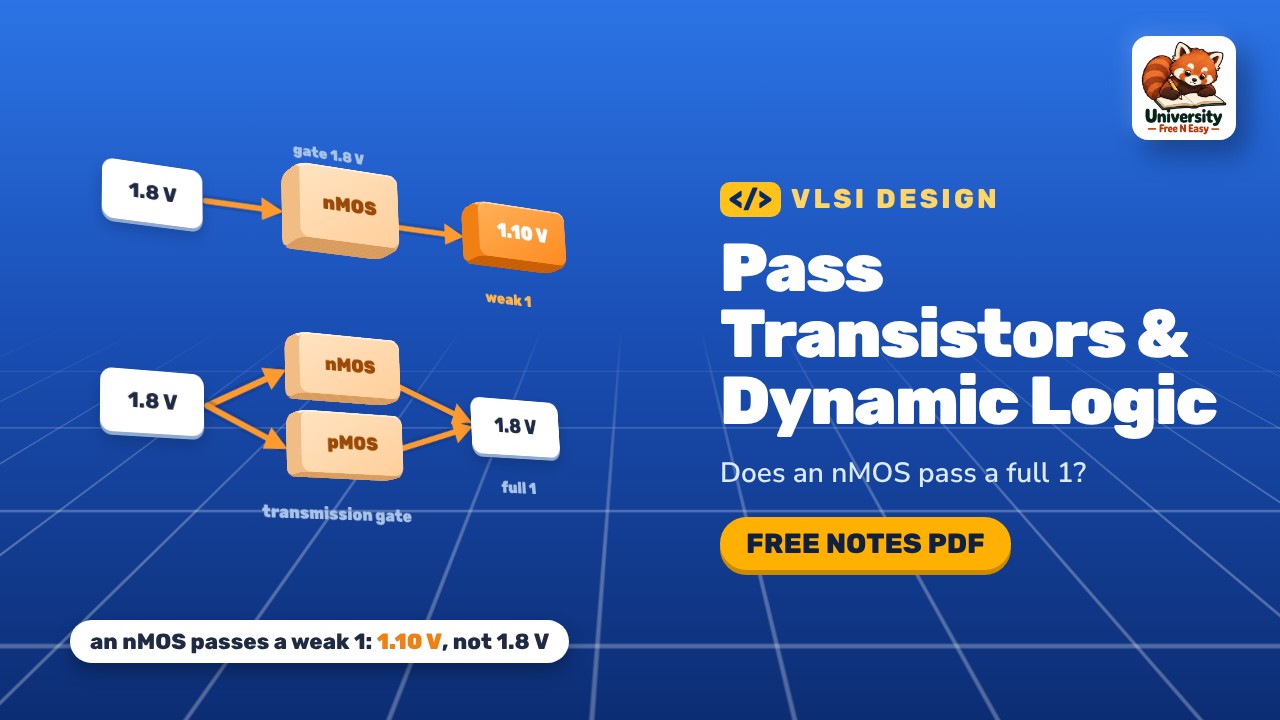 University
Free N Easy
gate 1.8 V
1.8 V
nMOS
1.10 V
weak 1
nMOS
1.8 V
pMOS
1.8 V
full 1
transmission gate
an nMOS passes a weak 1: 1.10 V, not 1.8 V
</> VLSI DESIGN
Pass
Transistors &
Dynamic Logic
Does an nMOS pass a full 1?
FREE NOTES PDF